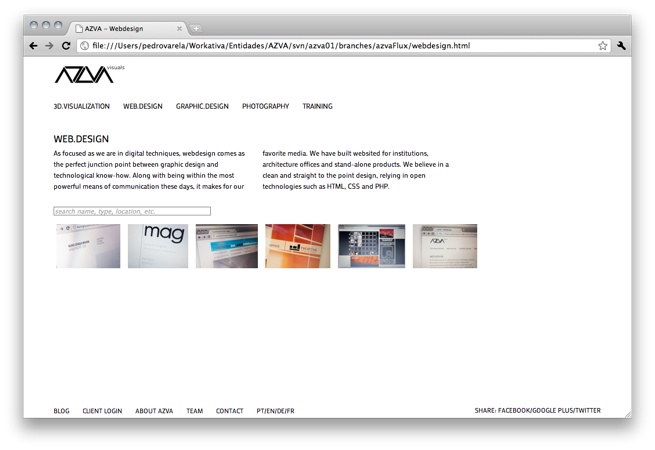 AZVA - Webdesign
file:///Users/pedrovarela/Workativa/Entidades/AZVA/svn/azva01/branches/azvaFlux/webdesign.html
AZVA visuals
3D.VISUALIZATION WEB.DESIGN GRAPHIC.DESIGN PHOTOGRAPHY TRAINING
WEB.DESIGN
As focused as we are in digital techniques, webdesign comes as
the perfect junction point between graphic design and
technological know-how. Along with being within the most
powerful means of communication these days, it makes for our
favorite media. We have built websited for institutions,
architecture offices and stand-alone products. We believe in a
clean and straight to the point design, relying in open
technologies such as HTML, CSS and PHP.
search name, type, location, etc.
mag
AZVA
BLOG CLIENT LOGIN ABOUT AZVA TEAM CONTACT PT/EN/DE/FR
SHARE: FACEBOOK/GOOGLE PLUS/TWITTER